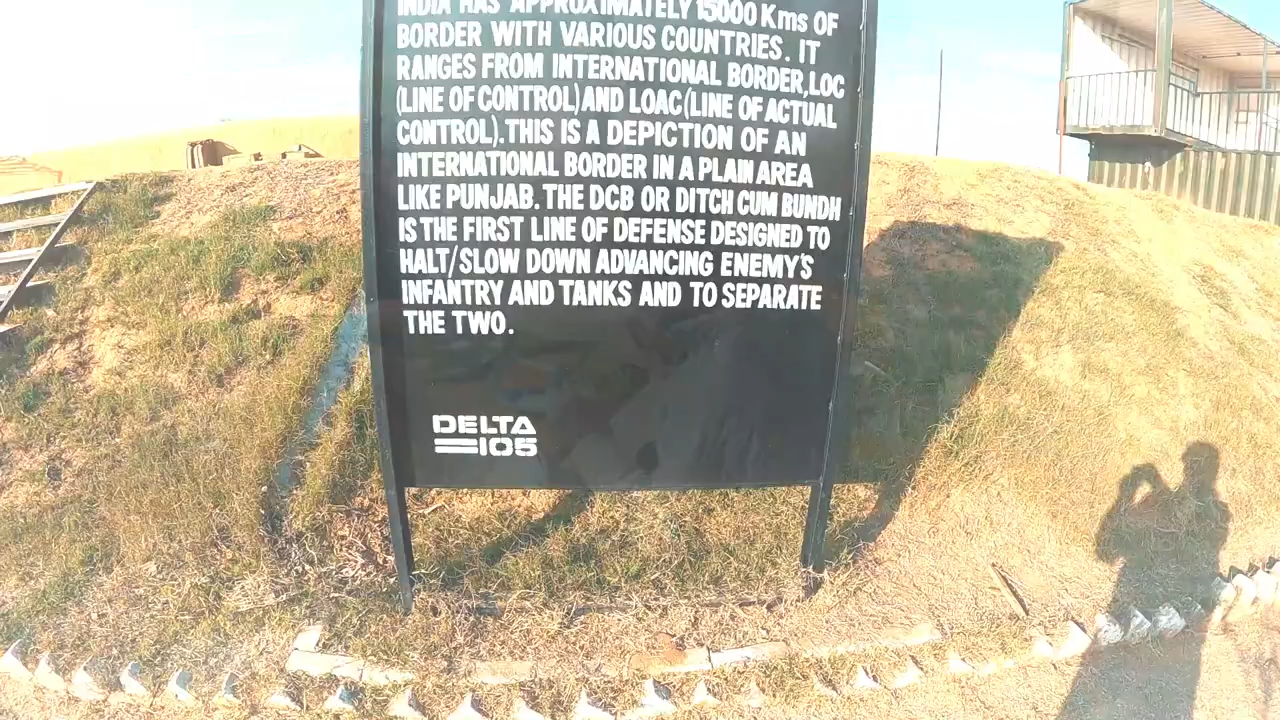 INDIA HAS APPROXIMATELY 15000 Kms OF
BORDER WITH VARIOUS COUNTRIES. IT
RANGES FROM INTERNATIONAL BORDER,LOC
(LINE OF CONTROL) AND LOAC (LINE OF ACTUAL
CONTROL). THIS IS A DEPICTION OF AN
INTERNATIONAL BORDER IN A PLAIN AREA
LIKE PUNJAB. THE DCB OR DITCH CUM BUNDH
IS THE FIRST LINE OF DEFENSE DESIGNED TO
HALT/SLOW DOWN ADVANCING ENEMY'S
INFANTRY AND TANKS AND TO SEPARATE
THE TWO.
DELTA
105